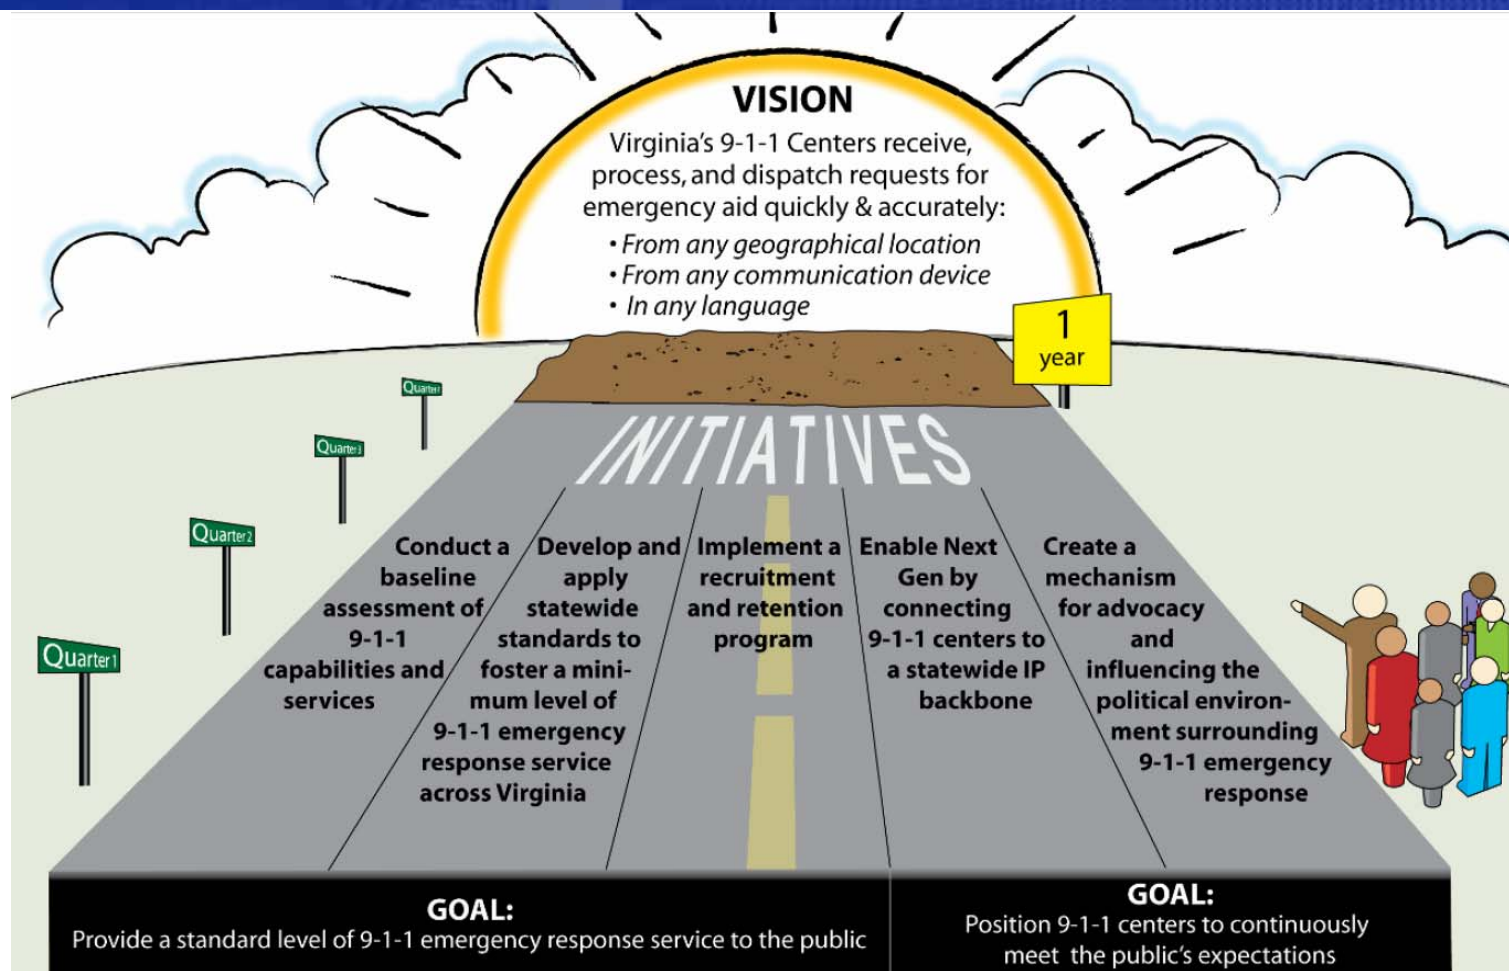 VISION
Virginia's 9-1-1 Centers receive,
process, and dispatch requests for
emergency aid quickly & accurately:
• From any geographical location
• From any communication device
• In any language
1
year
Quarter
Quarter 3
Quarter 2
Quarter 1
INITIATIVES
Conduct a
baseline
assessment of
9-1-1
capabilities and
services
Develop and
apply
statewide
standards to
foster a mini-
mum level of
9-1-1 emergency
response service
across Virginia
Implement a
recruitment
and retention
program
Enable Next
Gen by
connecting
9-1-1 centers to
a statewide IP
backbone
Create a
mechanism
for advocacy
and
influencing the
political environ-
ment surrounding
9-1-1 emergency
response
GOAL:
Provide a standard level of 9-1-1 emergency response service to the public
GOAL:
Position 9-1-1 centers to continuously
meet the public's expectations